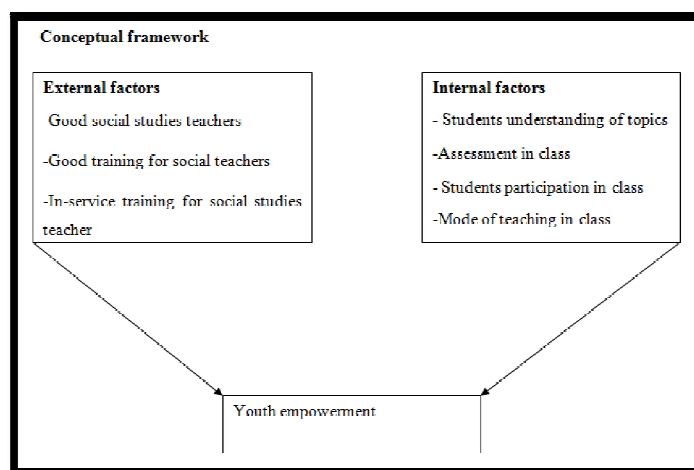 Conceptual framework
External factors
Good social studies teachers
-Good training for social teachers
-In-service training for social studies
teacher
Internal factors
- Students understanding of topics
-Assessment in class
- Students participation in class
-Mode of teaching in class
Youth empowerment